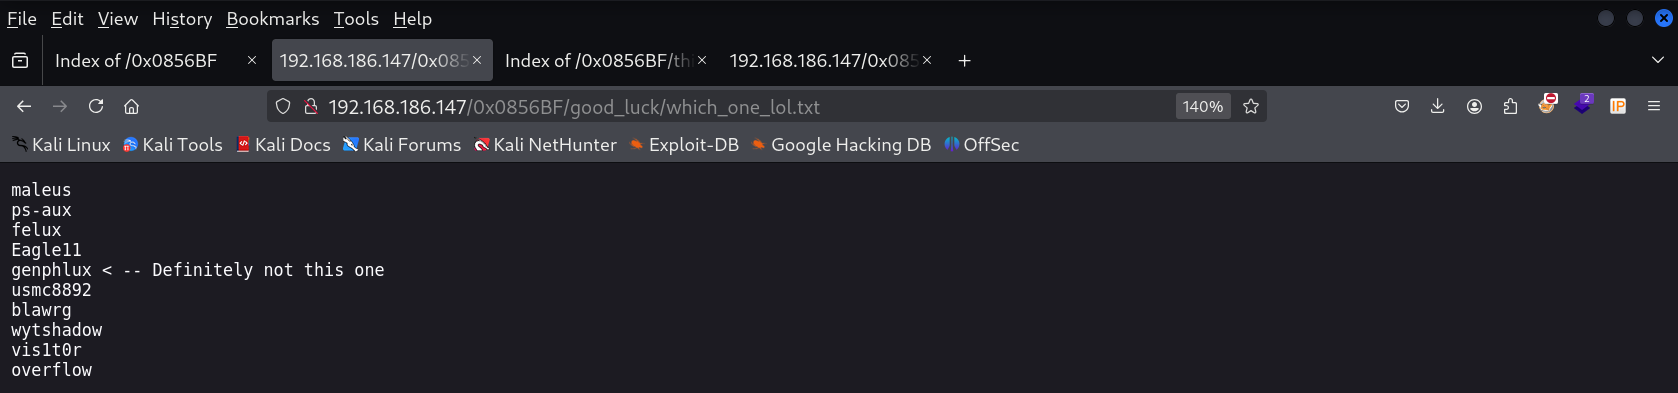 File Edit View History Bookmarks Tools Help
Index of /0x0856BF
192.168.186.147/0x085
Index of /0x0856BF/thi
192.168.186.147/0x085
192.168.186.147/0x0856BF/good_luck/which_one_lol.txt
140%
2
IP
Kali Linux Kali Tools Kali Docs Kali Forums Kali NetHunter Exploit-DB Google Hacking DB OffSec
maleus
ps-aux
felux
Eagle11
genphlux < -- Definitely not this one
usmc8892
blawrg
wytshadow
vis1t0r
overflow